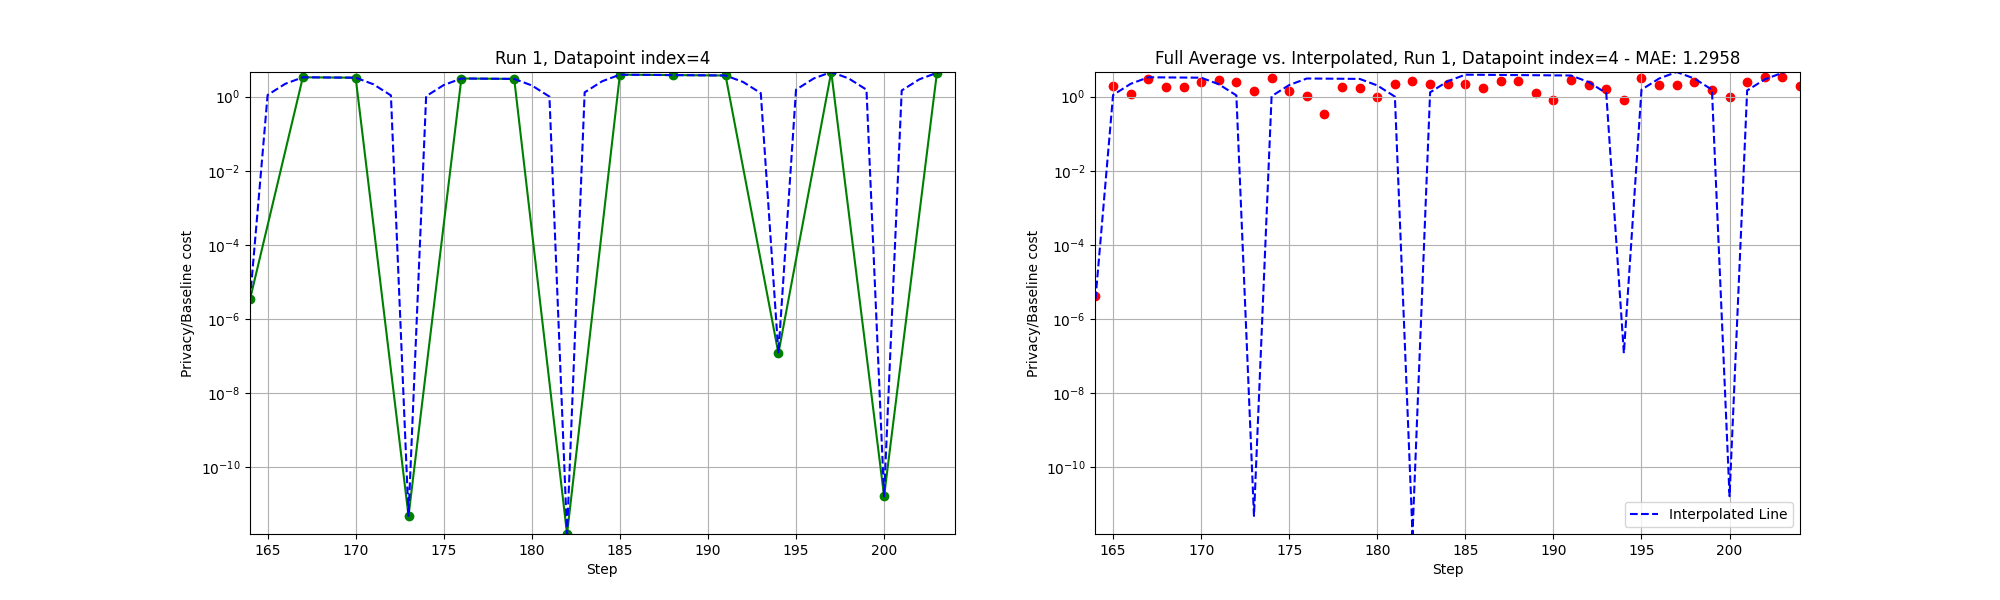 Run 1, Datapoint index=4
Privacy/Baseline cost
10^0
10^-2
10^-4
10^-6
10^-8
10^-10
165 170 175 180 185 190 195 200
Step
Full Average vs. Interpolated, Run 1, Datapoint index=4 - MAE: 1.2958
Privacy/Baseline cost
10^0
10^-2
10^-4
10^-6
10^-8
10^-10
Interpolated Line
165 170 175 180 185 190 195 200
Step